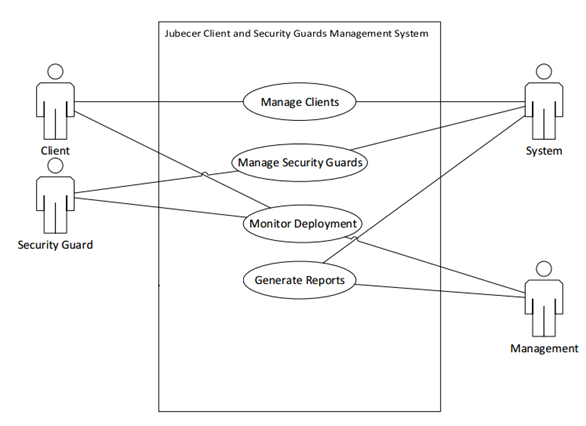 Jubecer Client and Security Guards Management System
Manage Clients
Client
System
Manage Security Guards
Monitor Deployment
Security Guard
Generate Reports
Management